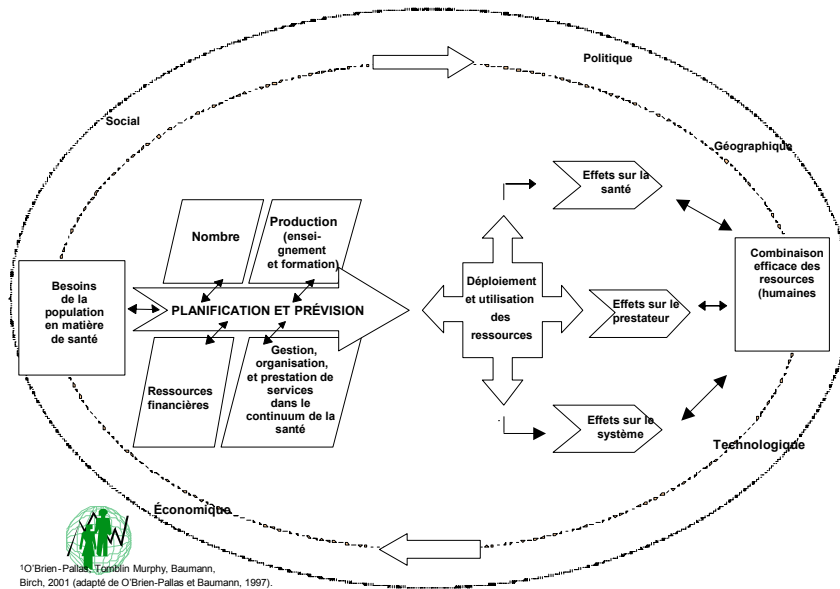 Politique
Social
Géographique
Effets sur la
santé
Production
(ensei-
gnement
et formation)
Nombre
Combinaison
efficace des
resources
(humaines
Besoins
de la
population
en matière
de santé
PLANIFICATION ET PRÉVISION
Déploiement
et utilisation
des
ressources
Effets sur le
prestateur
Ressources
financières
Gestion,
organisation,
et prestation de
services
dans le
continuum de la
santé
Effets sur le
système
Technologique
Économique
1O'Brien-Pallas, Tomblin Murphy, Baumann,
Birch, 2001 (adapté de O'Brien-Pallas et Baumann, 1997).